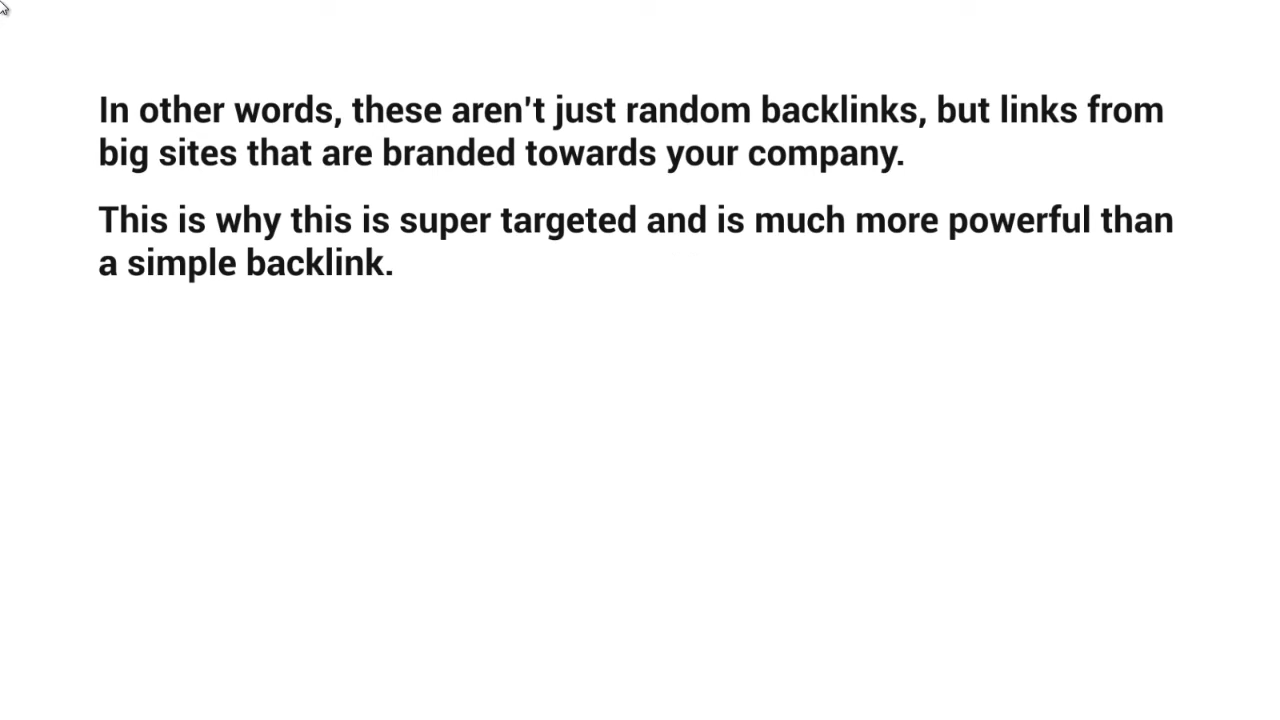 In other words, these aren't just random backlinks, but links from
big sites that are branded towards your company.
This is why this is super targeted and is much more powerful than
a simple backlink.